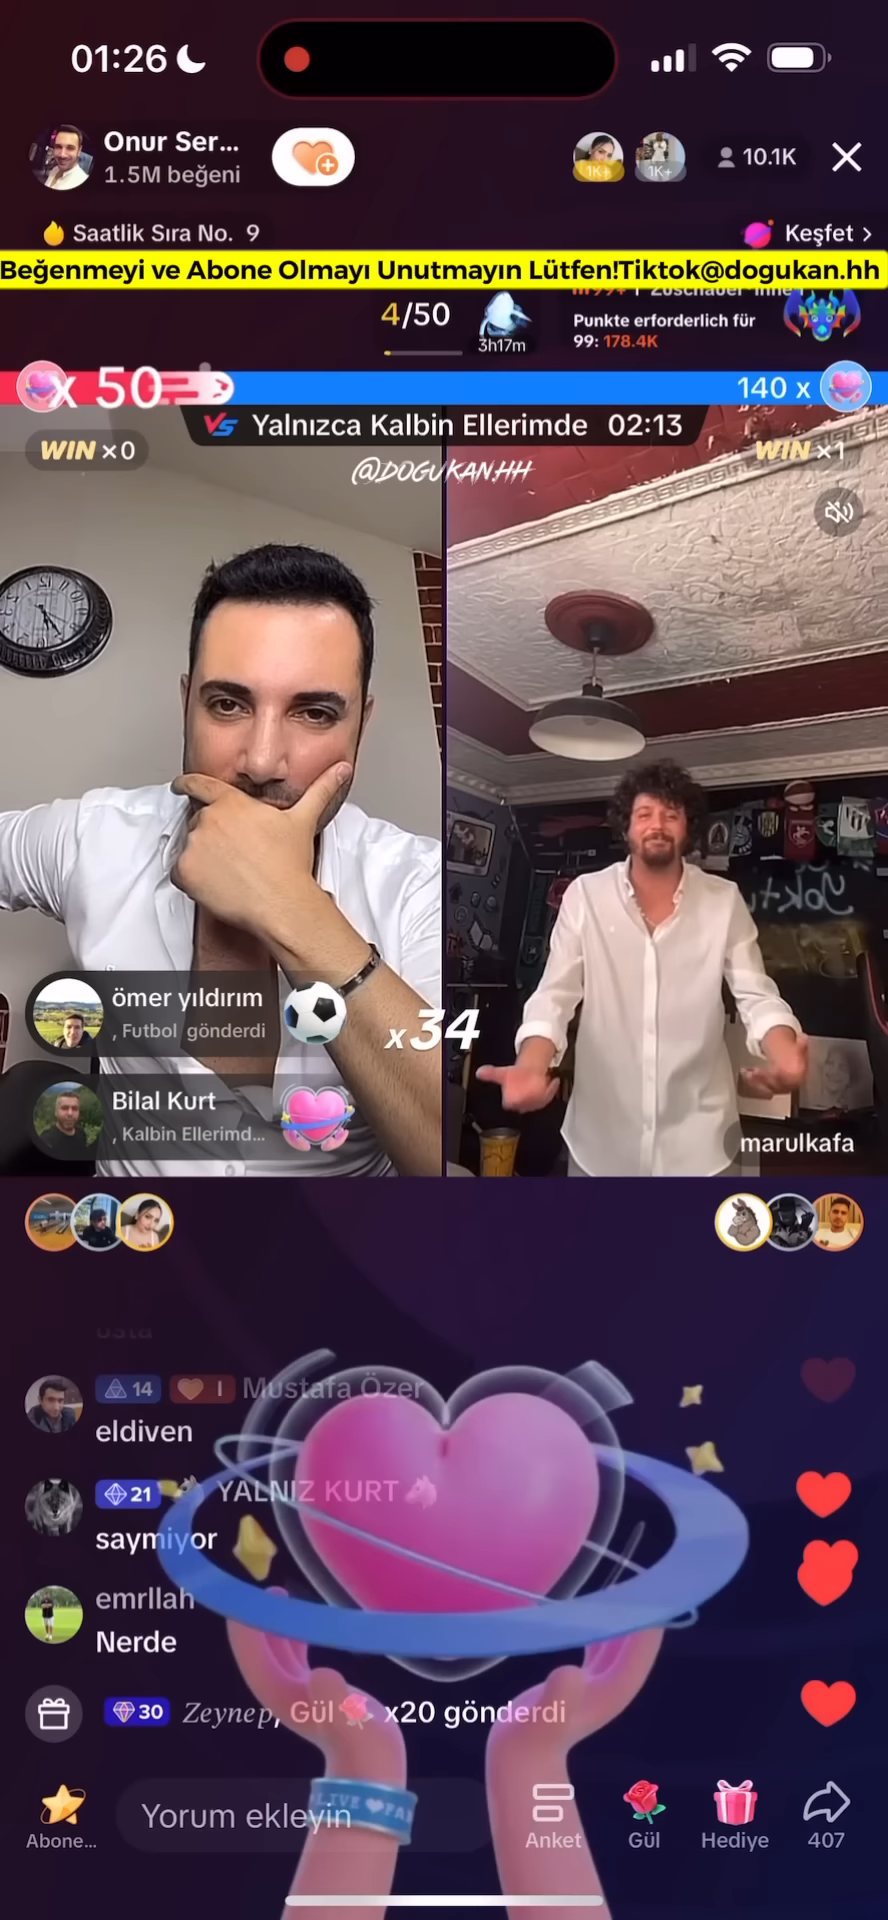 01:26
Onur Ser...
1.5M beğeni
1K+
1K+
10.1K
Saatlik Sıra No. 9
Keşfet >
Beğenmeyi ve Abone Olmayı Unutmayın Lütfen!Tiktok@dogukan.hh
4/50
3h17m
Punkte erforderlich für
99: 178.4K
x 50
140 x
VS Yalnızca Kalbin Ellerimde 02:13
WIN x0
WIN x1
@DOGUKAN.HH
ömer yıldırım
, Futbol gönderdi
x34
Bilal Kurt
, Kalbin Ellerimd...
marulkafa
14 I Mustafa Özer
eldiven
21 YALNIZ KURT
saymiyor
emrllah
Nerde
30 Zeynep, Gül x20 gönderdi
Yorum ekleyin
LIVE FA
Abone...
Anket
Gül
Hediye
407